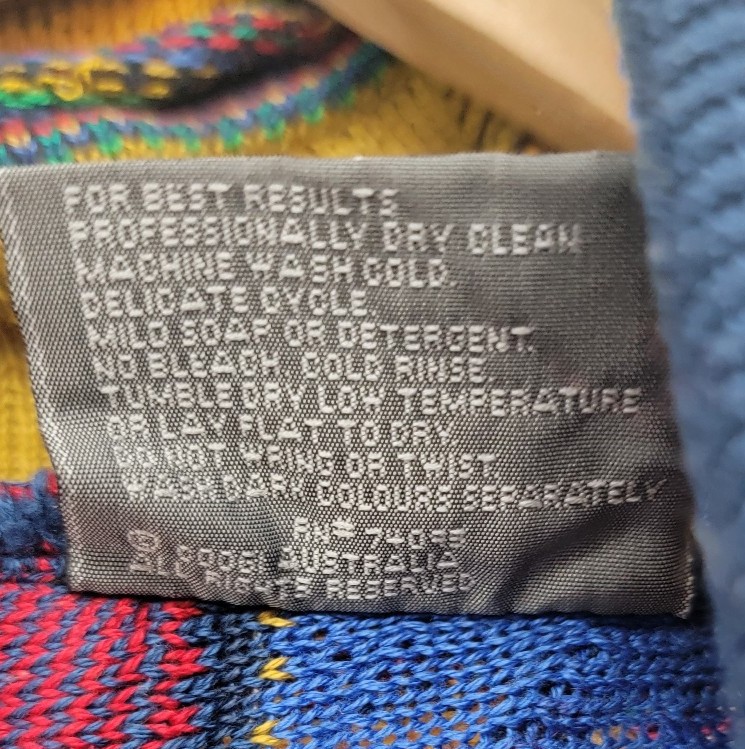 FOR BEST RESULTS
PROFESSIONALLY DRY CLEAN
MACHINE WASH COLD.
DELICATE CYCLE
MILD SOAP OR DETERGENT.
NO BLEACH COLD RINSE
TUMBLE DRY LOW TEMPERATURE
OR LAY FLAT TO DRY.
DO NOT WRING OR TWIST.
WASH DARK COLOURS SEPARATELY
RNº
© COOGI AUSTRALIA
ALL RIGHTS RESERVED